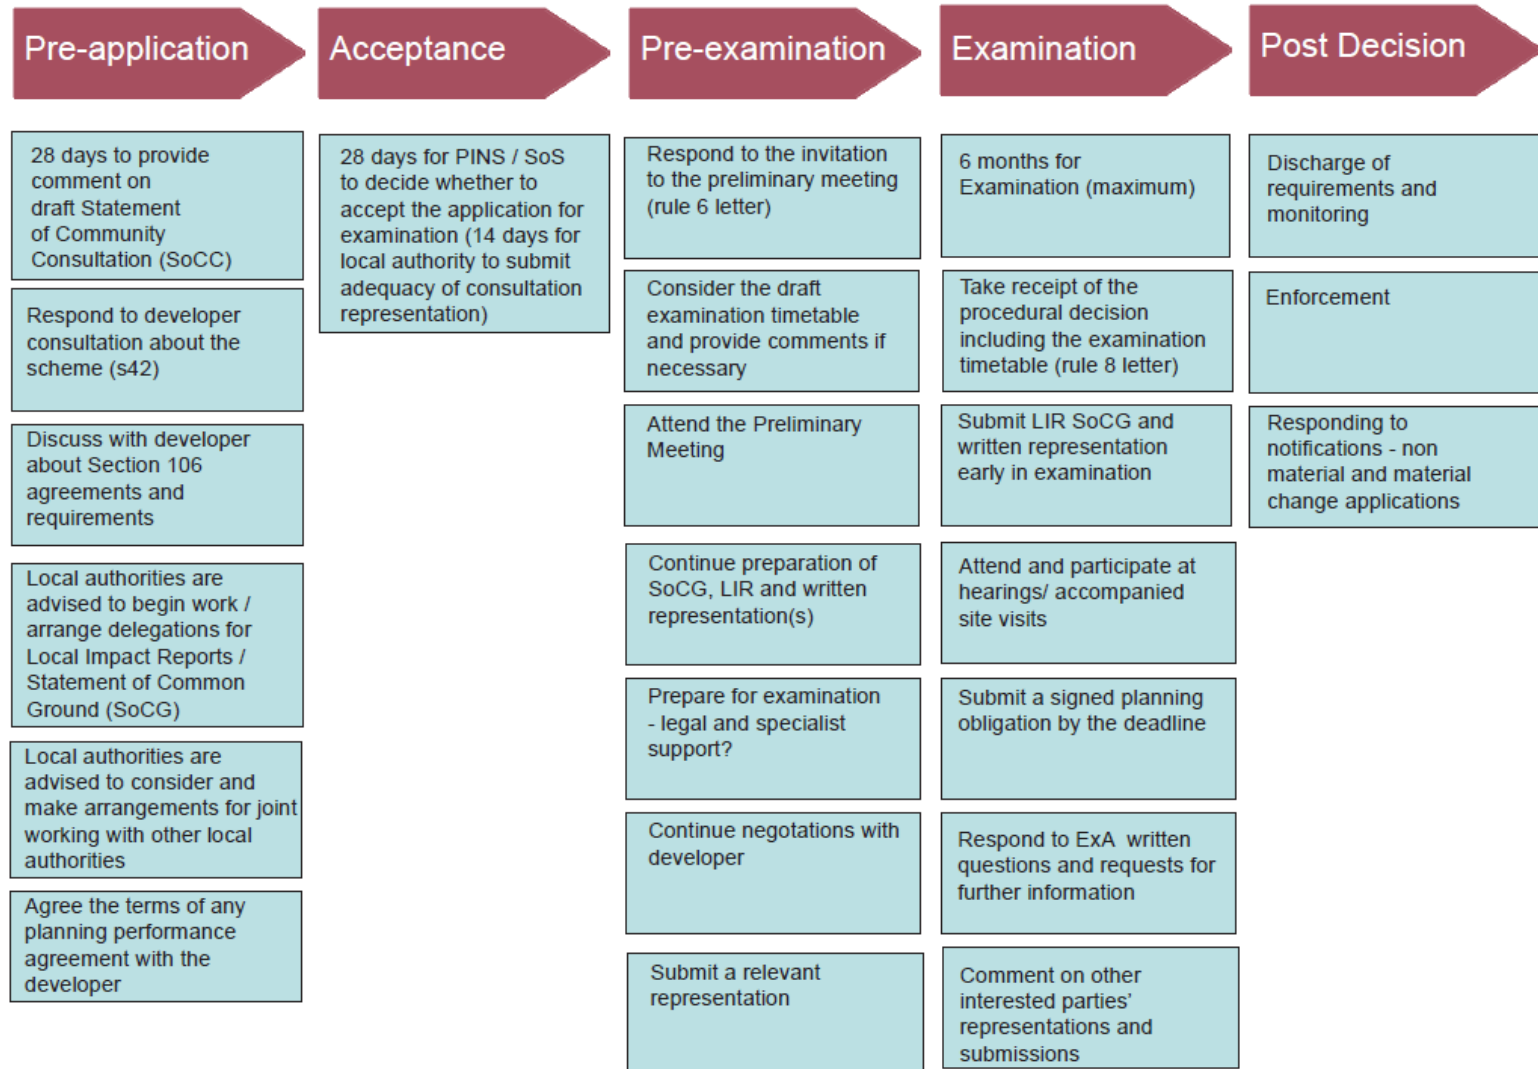 Pre-application
Acceptance
Pre-examination
Examination
Post Decision
28 days to provide
comment on
draft Statement
of Community
Consultation (SoCC)
Respond to developer
consultation about the
scheme (s42)
Discuss with developer
about Section 106
agreements and
requirements
Local authorities are
advised to begin work /
arrange delegations for
Local Impact Reports /
Statement of Common
Ground (SoCG)
Local authorities are
advised to consider and
make arrangements for joint
working with other local
authorities
Agree the terms of any
planning performance
agreement with the
developer
28 days for PINS / SoS
to decide whether to
accept the application for
examination (14 days for
local authority to submit
adequacy of consultation
representation)
Respond to the invitation
to the preliminary meeting
(rule 6 letter)
Consider the draft
examination timetable
and provide comments if
necessary
Attend the Preliminary
Meeting
Continue preparation of
SoCG, LIR and written
representation(s)
Prepare for examination
- legal and specialist
support?
Continue negotations with
developer
Submit a relevant
representation
6 months for
Examination (maximum)
Take receipt of the
procedural decision
including the examination
timetable (rule 8 letter)
Submit LIR SoCG and
written representation
early in examination
Attend and participate at
hearings/ accompanied
site visits
Submit a signed planning
obligation by the deadline
Respond to ExA written
questions and requests for
further information
Comment on other
interested parties'
representations and
submissions
Discharge of
requirements and
monitoring
Enforcement
Responding to
notifications - non
material and material
change applications